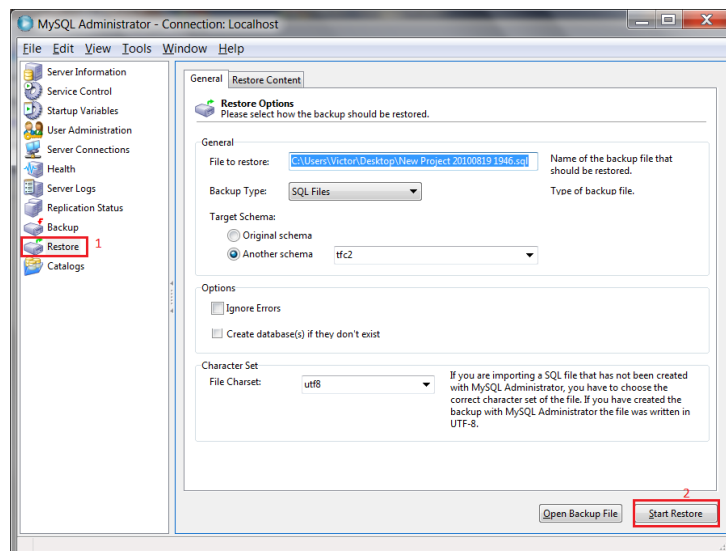 MySQL Administrator - Connection: Localhost
File Edit View Tools Window Help
Server Information
Service Control
Startup Variables
User Administration
Server Connections
Health
Server Logs
Replication Status
Backup
Restore 1
Catalogs
General Restore Content
Restore Options
Please select how the backup should be restored.
General
File to restore: C:\Users\Victor\Desktop\New Project 20100819 1946.sql Name of the backup file that
should be restored.
Backup Type: SQL Files Type of backup file.
Target Schema:
Original schema
Another schema tfc2
Options
Ignore Errors
Create database(s) if they don't exist
Character Set
File Charset: utf8 If you are importing a SQL file that has not been created
with MySQL Administrator, you have to choose the
correct character set of the file. If you have created the
backup with MySQL Administrator the file was written in
UTF-8.
2
Open Backup File Start Restore